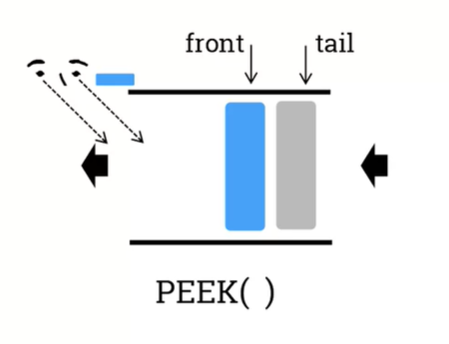 front tail
PEEK( )